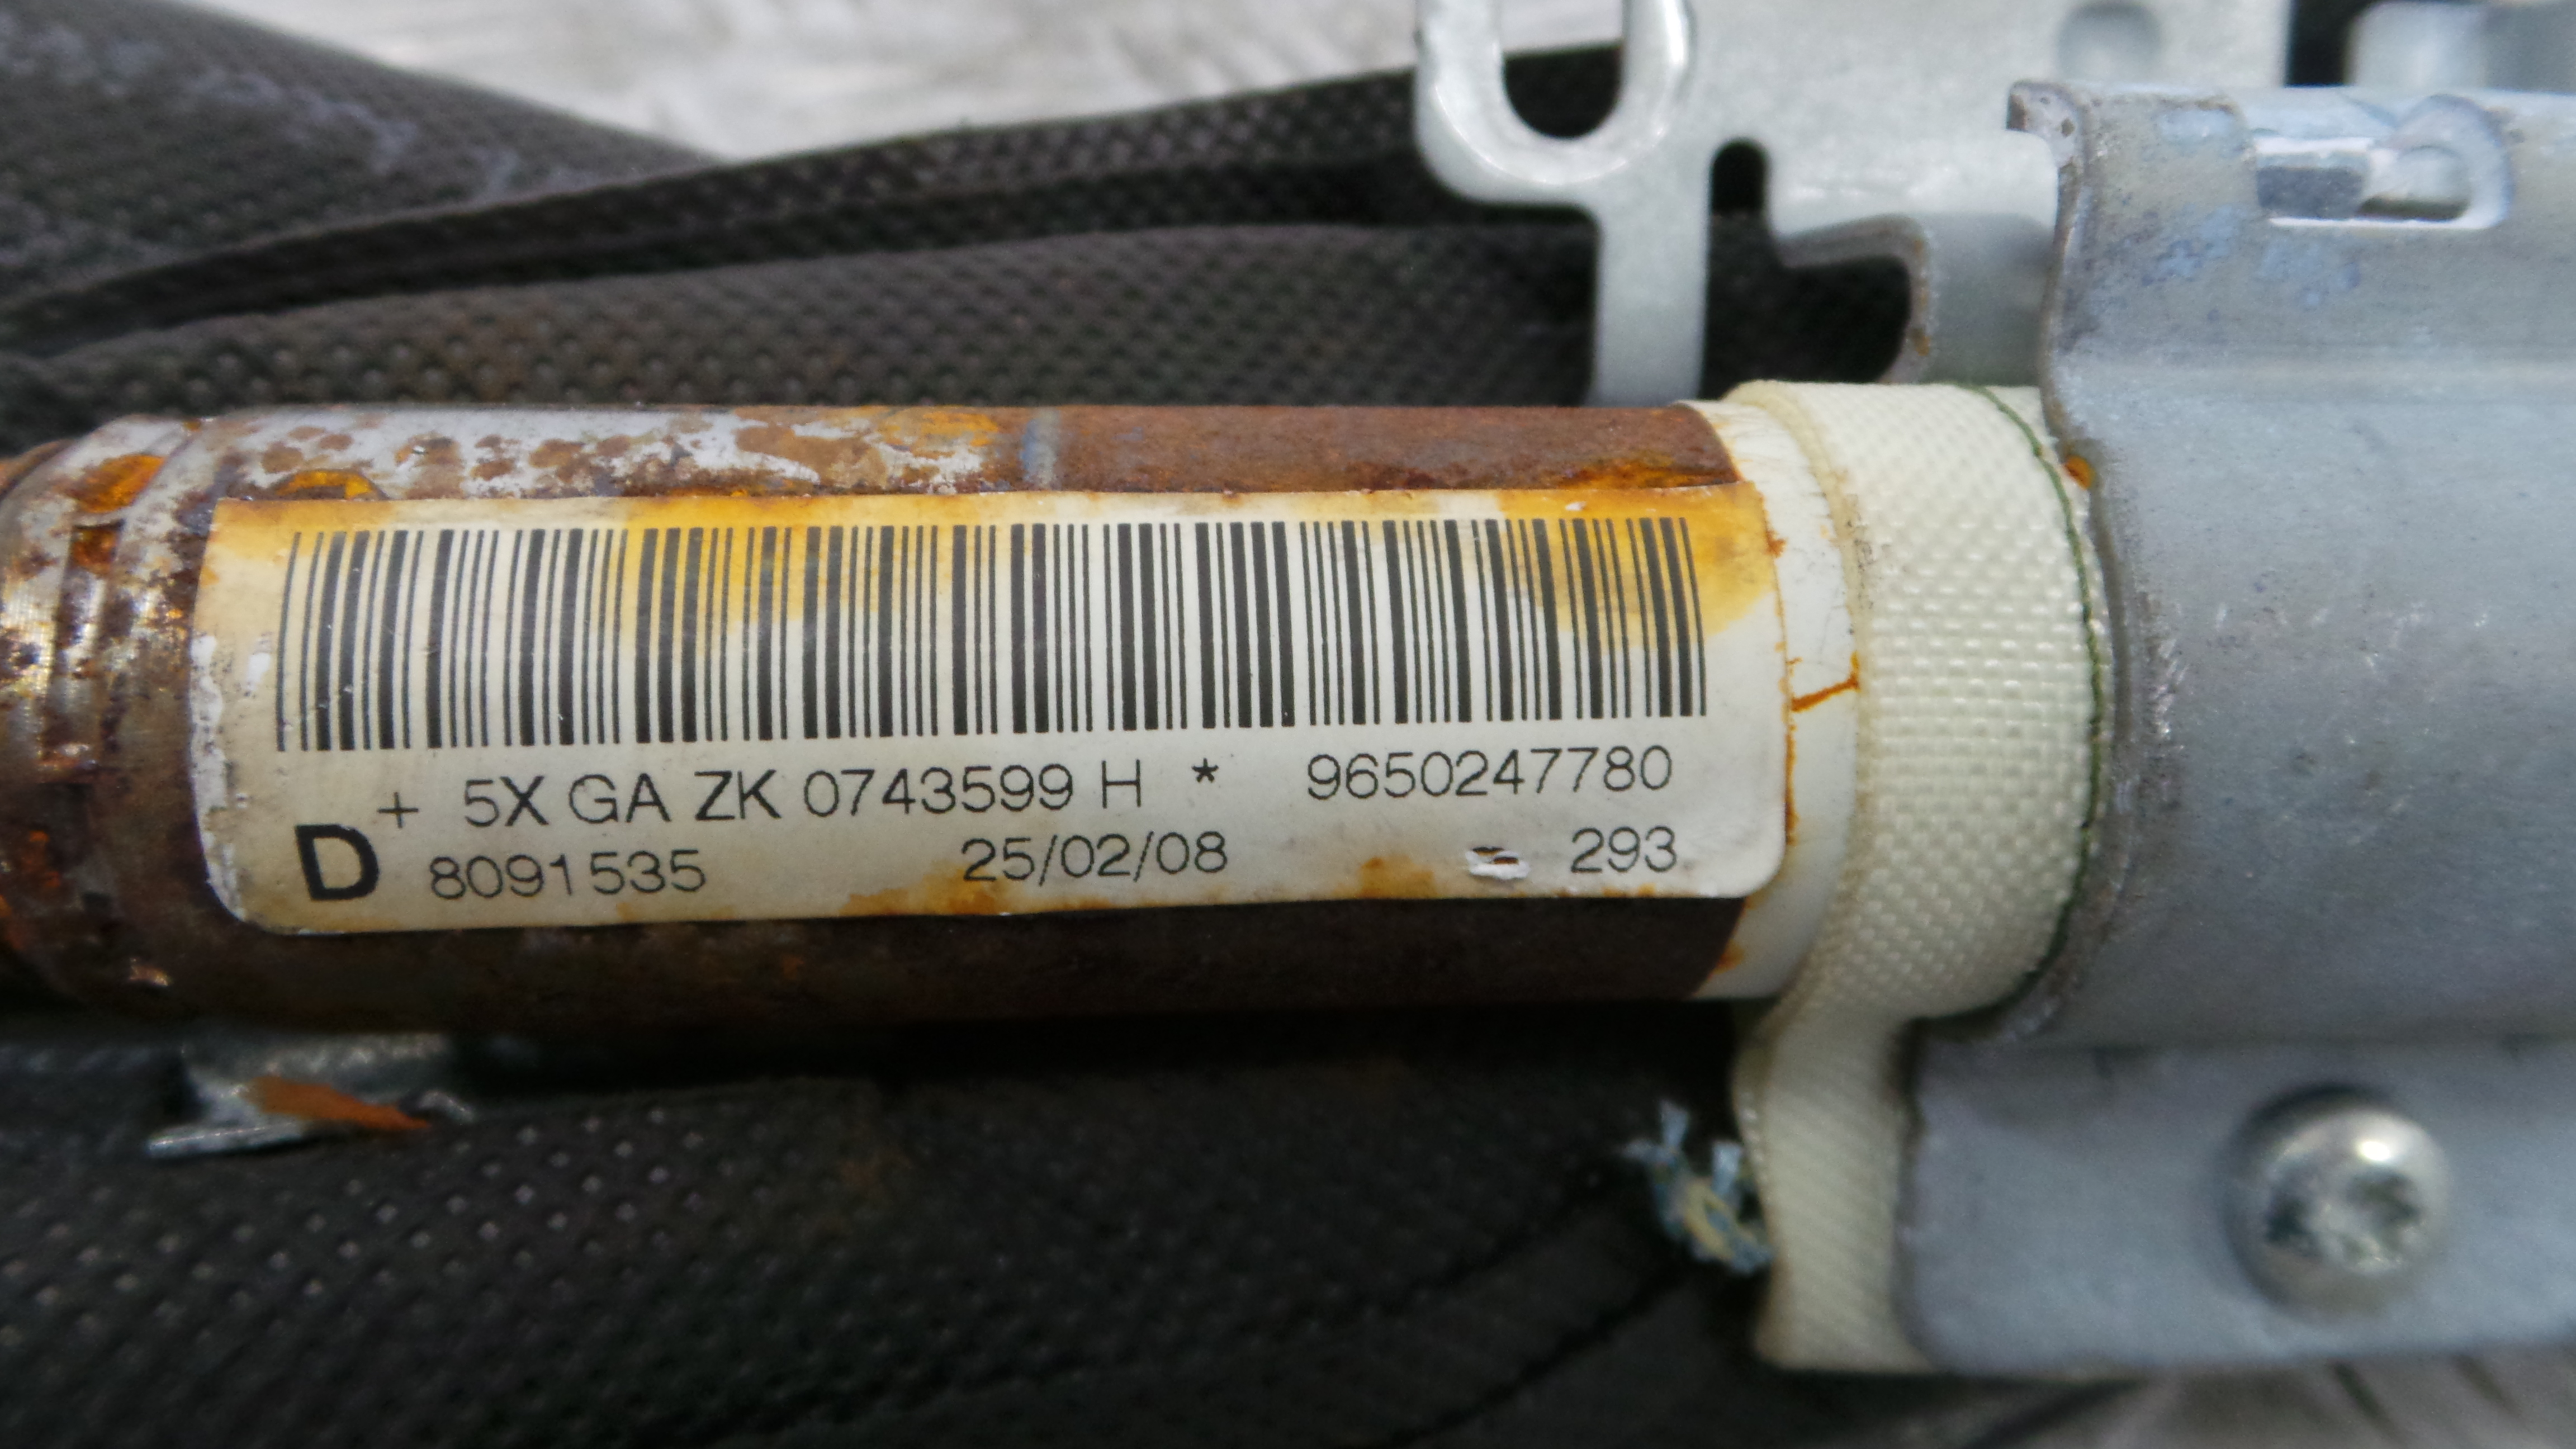 + 5X GA ZK 0743599 H * 9650247780
D 8091535 25/02/08 293